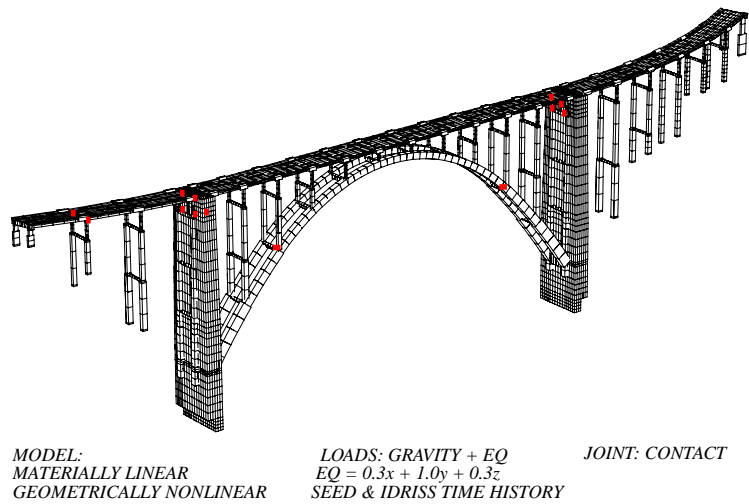 MODEL: LOADS: GRAVITY + EQ JOINT: CONTACT
MATERIALLY LINEAR EQ = 0.3x + 1.0y + 0.3z
GEOMETRICALLY NONLINEAR SEED & IDRISS TIME HISTORY